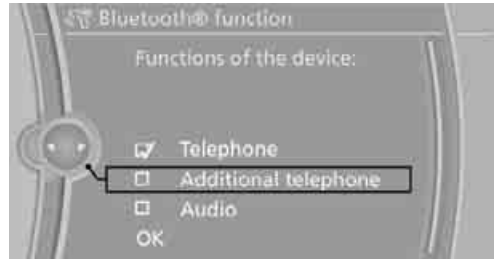 Bluetooth® function
Functions of the device:
Telephone
Additional telephone
Audio
OK